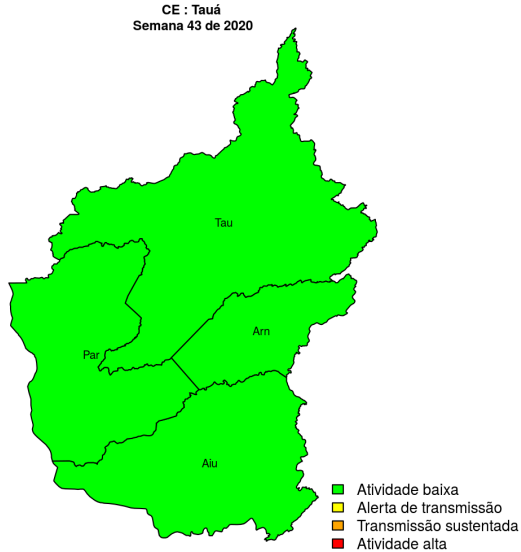 CE : Tauá
Semana 43 de 2020
Tau
Arn
Par
Aiu
Atividade baixa
Alerta de transmissão
Transmissão sustentada
Atividade alta